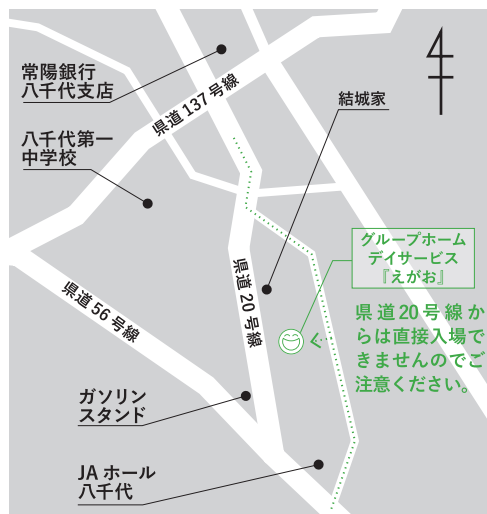 常陽銀行
八千代支店
県道137号線
結城家
八千代第一
中学校
グループホーム
デイサービス
『えがお』
県道20号線
県道20号線か
らは直接入場で
きませんのでご
注意ください。
県道56号線
ガソリン
スタンド
JAホール
八千代